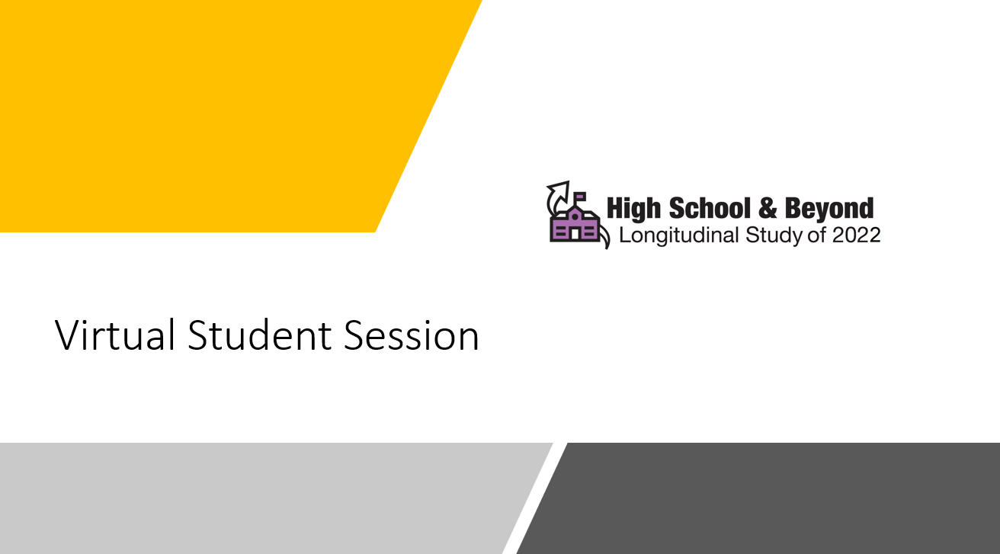 High School & Beyond
Longitudinal Study of 2022
Virtual Student Session